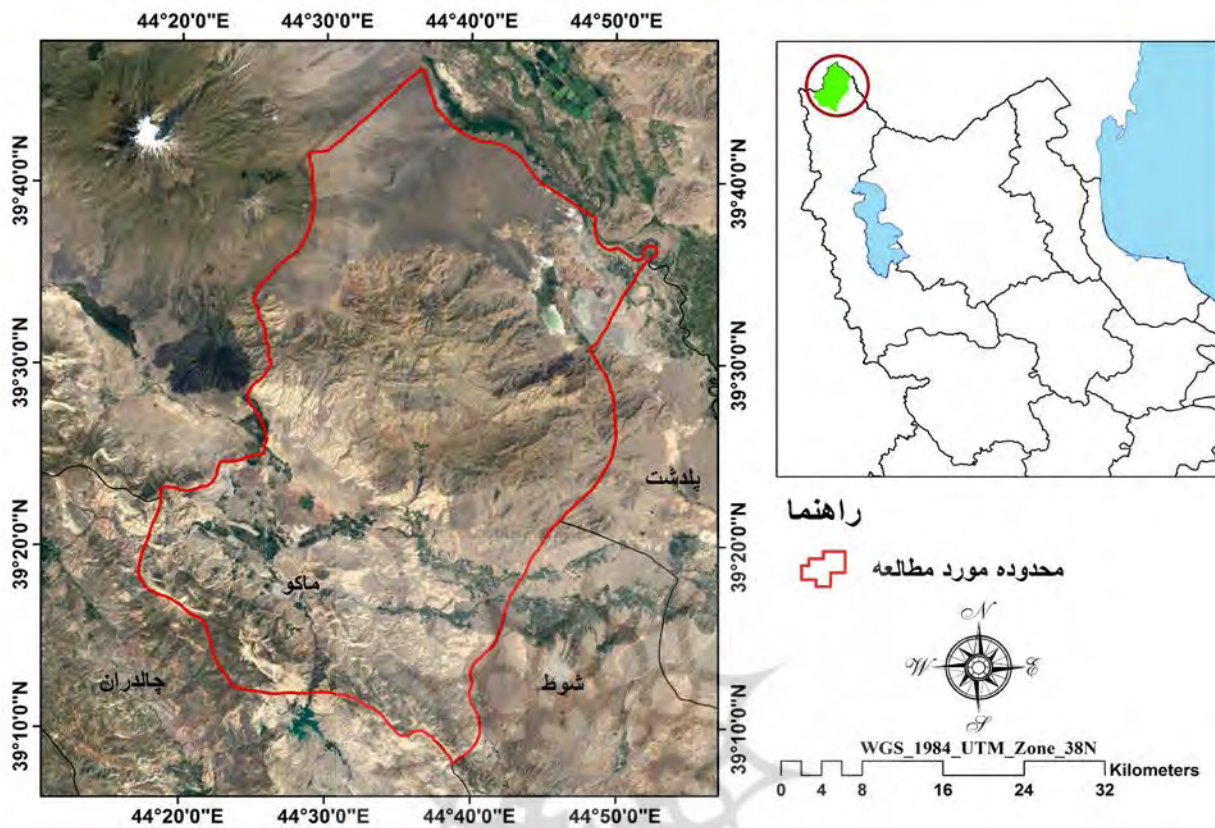 44°20'0"E 44°30'0"E 44°40'0"E 44°50'0"E
39°40'0"N 39°40'0"N
39°30'0"N 39°30'0"N
پلدشت
39°20'0"N 39°20'0"N
ماکو
چالدران
شوط
39°10'0"N 39°10'0"N
44°20'0"E 44°30'0"E 44°40'0"E 44°50'0"E
راهنما
محدوده مورد مطالعه
N
W E
S
WGS_1984_UTM_Zone_38N
Kilometers
0 4 8 16 24 32